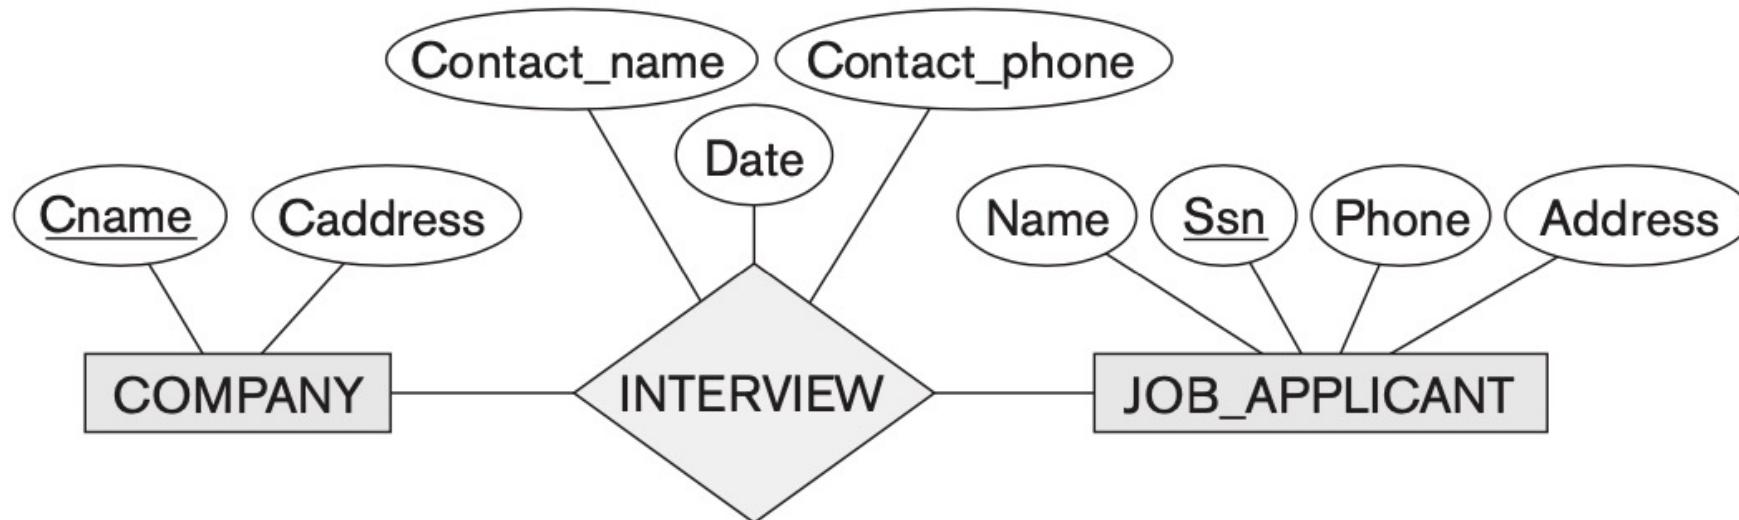 Contact_name
Contact_phone
Date
Cname
Caddress
Name
Ssn
Phone
Address
COMPANY
INTERVIEW
JOB_APPLICANT